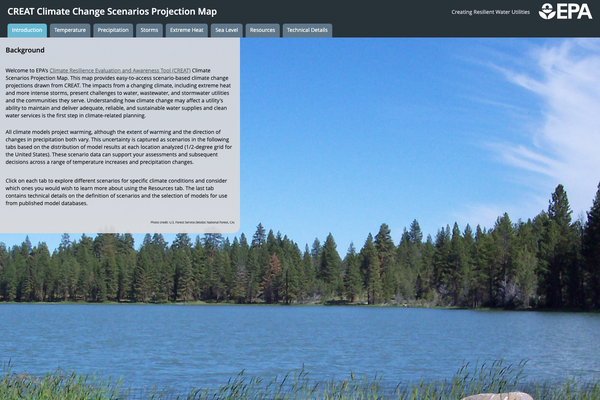 CREAT Climate Change Scenarios Projection Map
Creating Resilient Water Utilities
EPA
Introduction
Temperature
Precipitation
Storms
Extreme Heat
Sea Level
Resources
Technical Details
Background
Welcome to EPA's Climate Resilience Evaluation and Awareness Tool (CREAT) Climate
Scenarios Projection Map. This map provides easy-to-access scenario-based climate change
projections drawn from CREAT. The impacts from a changing climate, including extreme heat
and more intense storms, present challenges to water, wastewater, and stormwater utilities
and the communities they serve. Understanding how climate change may affect a utility's
ability to maintain and deliver adequate, reliable, and sustainable water supplies and clean
water services is the first step in climate-related planning.
All climate models project warming, although the extent of warming and the direction of
changes in precipitation both vary. This uncertainty is captured as scenarios in the following
tabs based on the distribution of model results at each location analyzed (1/2-degree grid for
the United States). These scenario data can support your assessments and subsequent
decisions across a range of temperature increases and precipitation changes.
Click on each tab to explore different scenarios for specific climate conditions and consider
which ones you would wish to learn more about using the Resources tab. The last tab
contains technical details on the definition of scenarios and the selection of models for use
from published model databases.
Photo credit: U.S. Forest Service Modoc National Forest, CA